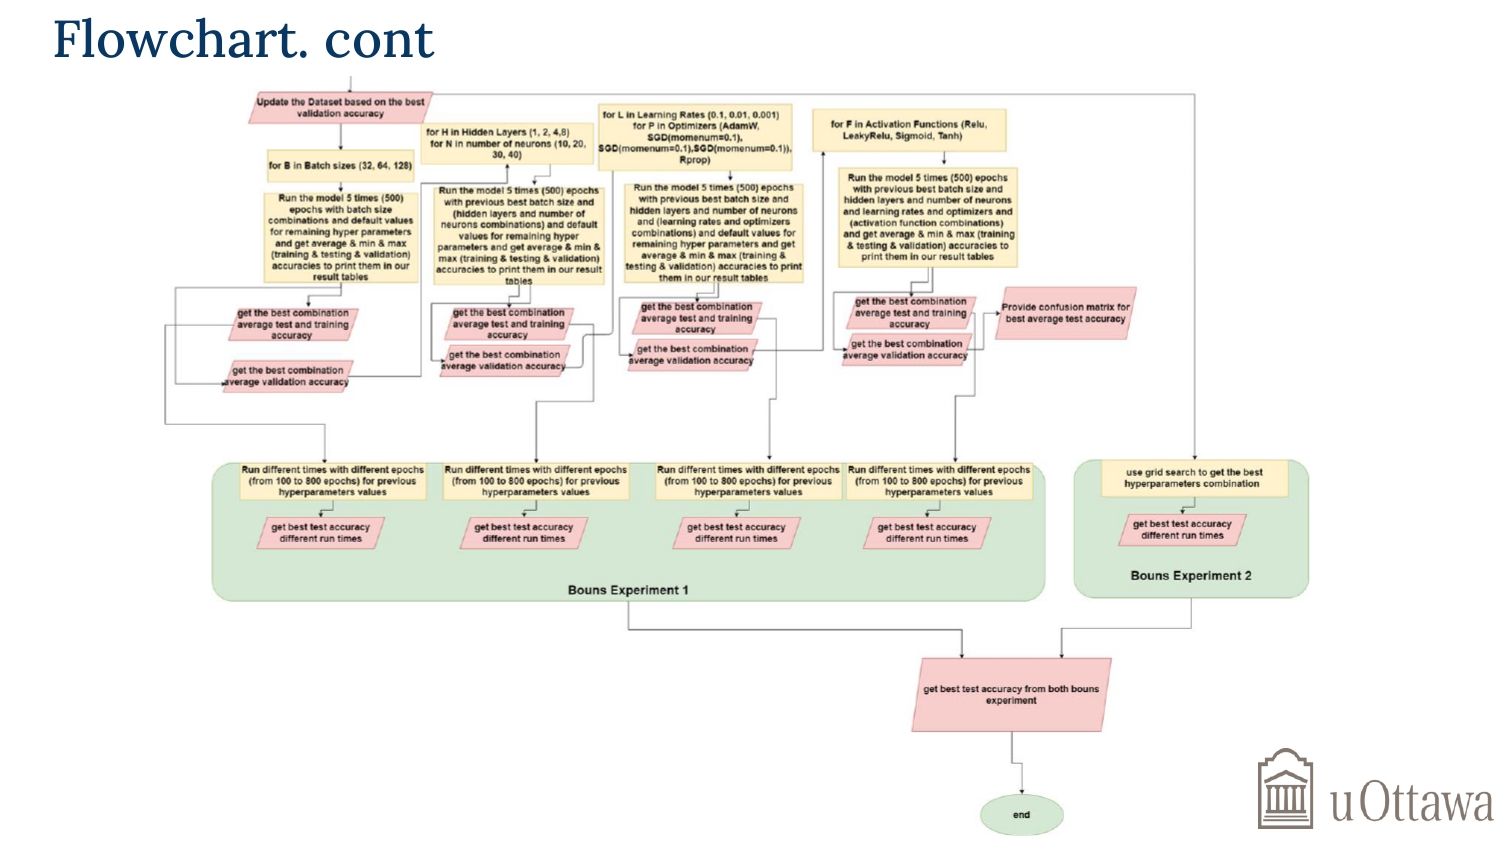 Flowchart. cont
Update the Dataset based on the best
validation accuracy
for B in Batch sizes (32, 64, 128)
Run the model 5 times (500)
epochs with batch size
combinations and default values
for remaining hyper parameters
and get average & min & max
(training & testing & validation)
accuracies to print them in our
result tables
get the best combination
average test and training
accuracy
get the best combination
average validation accuracy
for H in Hidden Layers (1, 2, 4,8)
for N in number of neurons (10, 20,
30, 40)
Run the model 5 times (500) epochs
with previous best batch size and
(hidden layers and number of
neurons combinations) and default
values for remaining hyper
parameters and get average & min &
max (training & testing & validation)
accuracies to print them in our result
tables
get the best combination
average test and training
accuracy
get the best combination
average validation accuracy
for L in Learning Rates (0.1, 0.01, 0.001)
for P in Optimizers (AdamW,
SGD(momenum=0.1),
SGD(momenum=0.1),SGD(momenum=0.1)),
Rprop)
Run the model 5 times (500) epochs
with previous best batch size and
hidden layers and number of neurons
and (learning rates and optimizers
combinations) and default values for
remaining hyper parameters and get
average & min & max (training &
testing & validation) accuracies to print
them in our result tables
get the best combination
average test and training
accuracy
get the best combination
average validation accuracy
for F in Activation Functions (Relu,
LeakyRelu, Sigmoid, Tanh)
Run the model 5 times (500) epochs
with previous best batch size and
hidden layers and number of neurons
and learning rates and optimizers and
(activation function combinations)
and get average & min & max (training
& testing & validation) accuracies to
print them in our result tables
get the best combination
average test and training
accuracy
get the best combination
average validation accuracy
Provide confusion matrix for
best average test accuracy
Run different times with different epochs
(from 100 to 800 epochs) for previous
hyperparameters values
get best test accuracy
different run times
Run different times with different epochs
(from 100 to 800 epochs) for previous
hyperparameters values
get best test accuracy
different run times
Run different times with different epochs
(from 100 to 800 epochs) for previous
hyperparameters values
get best test accuracy
different run times
Run different times with different epochs
(from 100 to 800 epochs) for previous
hyperparameters values
get best test accuracy
different run times
Bouns Experiment 1
use grid search to get the best
hyperparameters combination
get best test accuracy
different run times
Bouns Experiment 2
get best test accuracy from both bouns
experiment
end
uOttawa